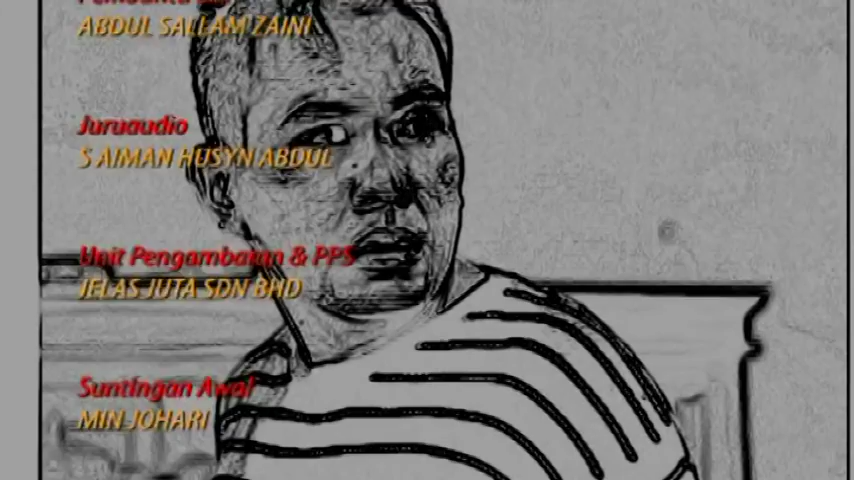 ABDUL SALLAM ZAINI
Juruaudio
S AIMAN HUSYN ABDUL
Unit Pengambaran & PPS
JELAS JUTA SDN BHD
Suntingan Awal
MIN JOHARI